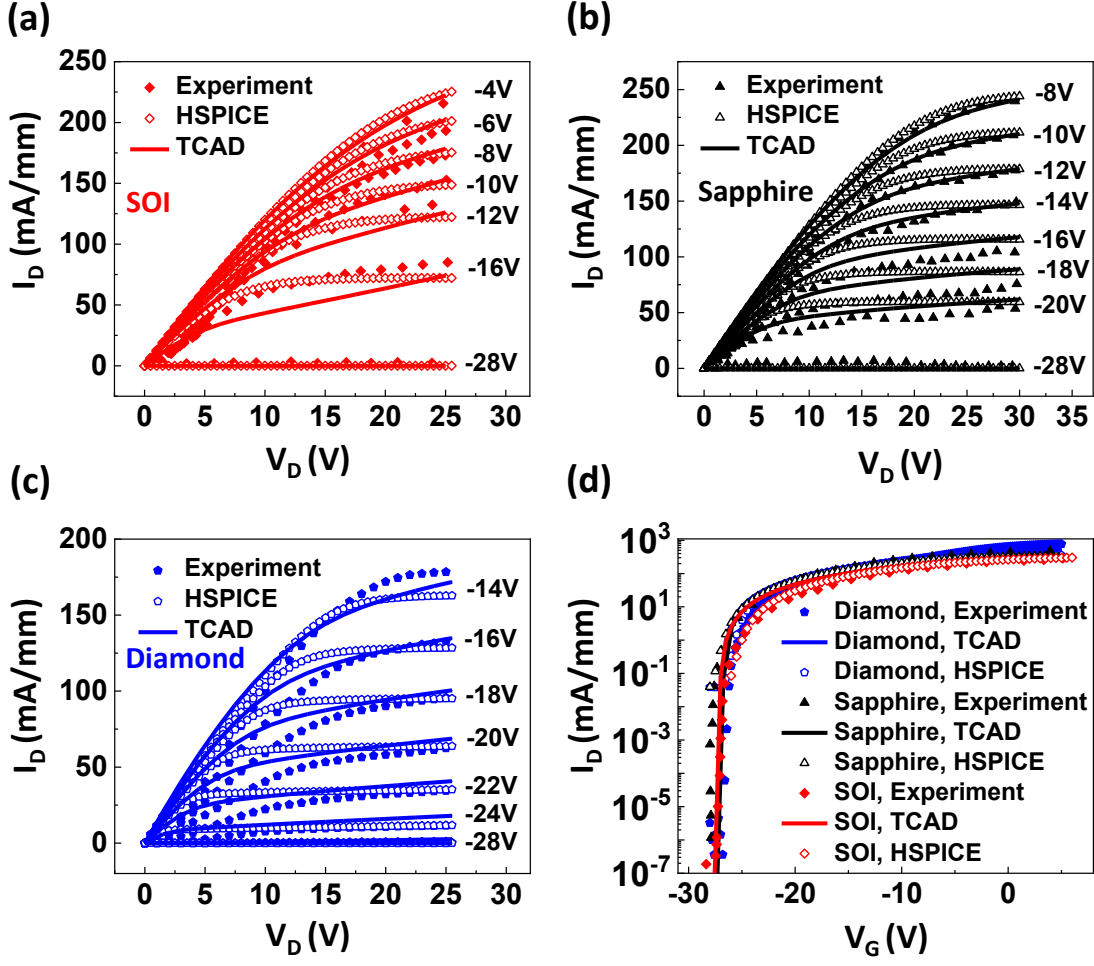 (a)
I_D (mA/mm)
250
200
150
100
50
0
Experiment
HSPICE
TCAD
SOI
-4V
-6V
-8V
-10V
-12V
-16V
-28V
0 5 10 15 20 25 30
V_D (V)
(b)
I_D (mA/mm)
300
250
200
150
100
50
0
Experiment
HSPICE
TCAD
Sapphire
-8V
-10V
-12V
-14V
-16V
-18V
-20V
-28V
0 5 10 15 20 25 30 35
V_D (V)
(c)
I_D (mA/mm)
200
150
100
50
0
Experiment
HSPICE
TCAD
Diamond
-14V
-16V
-18V
-20V
-22V
-24V
-28V
0 5 10 15 20 25 30
V_D (V)
(d)
I_D (mA/mm)
10^3
10^1
10^-1
10^-3
10^-5
10^-7
Diamond, Experiment
Diamond, TCAD
Diamond, HSPICE
Sapphire, Experiment
Sapphire, TCAD
Sapphire, HSPICE
SOI, Experiment
SOI, TCAD
SOI, HSPICE
-30 -20 -10 0
V_G (V)